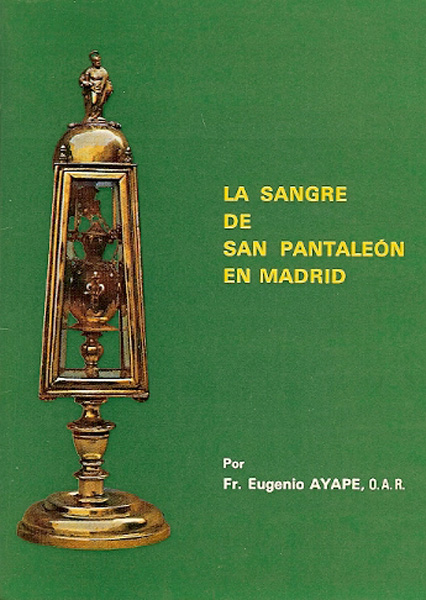 LA SANGRE
DE
SAN PANTALEÓN
EN MADRID
Por
Fr. Eugenio AYAPE, O.A.R.